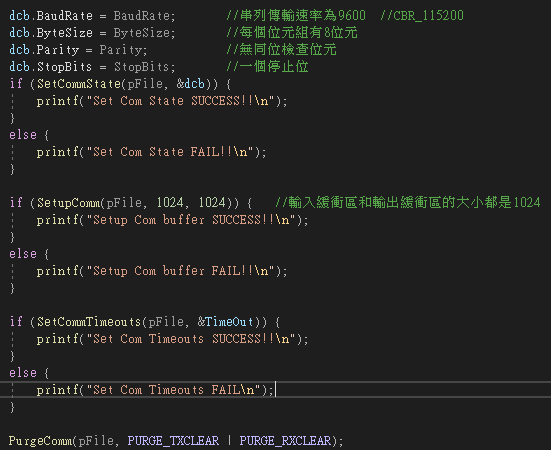 dcb.BaudRate = BaudRate;       //串列傳輸速率為9600  //CBR_115200
dcb.ByteSize = ByteSize;       //每個位元組有8位元
dcb.Parity = Parity;           //無同位檢查位元
dcb.StopBits = StopBits;       //一個停止位
if (SetCommState(pFile, &dcb)) {
    printf("Set Com State SUCCESS!!\n");
}
else {
    printf("Set Com State FAIL!!\n");
}
if (SetupComm(pFile, 1024, 1024)) {   //輸入緩衝區和輸出緩衝區的大小都是1024
    printf("Setup Com buffer SUCCESS!!\n");
}
else {
    printf("Setup Com buffer FAIL!!\n");
}
if (SetCommTimeouts(pFile, &TimeOut)) {
    printf("Set Com Timeouts SUCCESS!!\n");
}
else {
    printf("Set Com Timeouts FAIL\n");
}
PurgeComm(pFile, PURGE_TXCLEAR | PURGE_RXCLEAR);